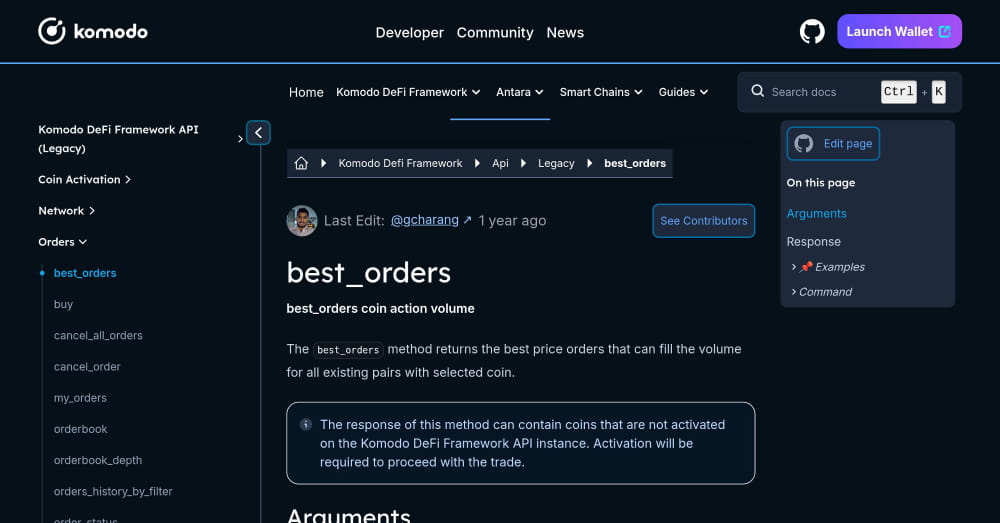 komodo
Developer Community News
Launch Wallet
Home Komodo DeFi Framework Antara Smart Chains Guides
Search docs Ctrl + K
Komodo DeFi Framework API
(Legacy)
Coin Activation
Network
Orders
best_orders
buy
cancel_all_orders
cancel_order
my_orders
orderbook
orderbook_depth
orders_history_by_filter
order_status
Komodo Defi Framework Api Legacy best_orders
Last Edit: @gcharang ↗ 1 year ago
See Contributors
best_orders
best_orders coin action volume
The best_orders method returns the best price orders that can fill the volume
for all existing pairs with selected coin.
The response of this method can contain coins that are not activated
on the Komodo DeFi Framework API instance. Activation will be
required to proceed with the trade.
Arguments
Edit page
On this page
Arguments
Response
📌 Examples
Command